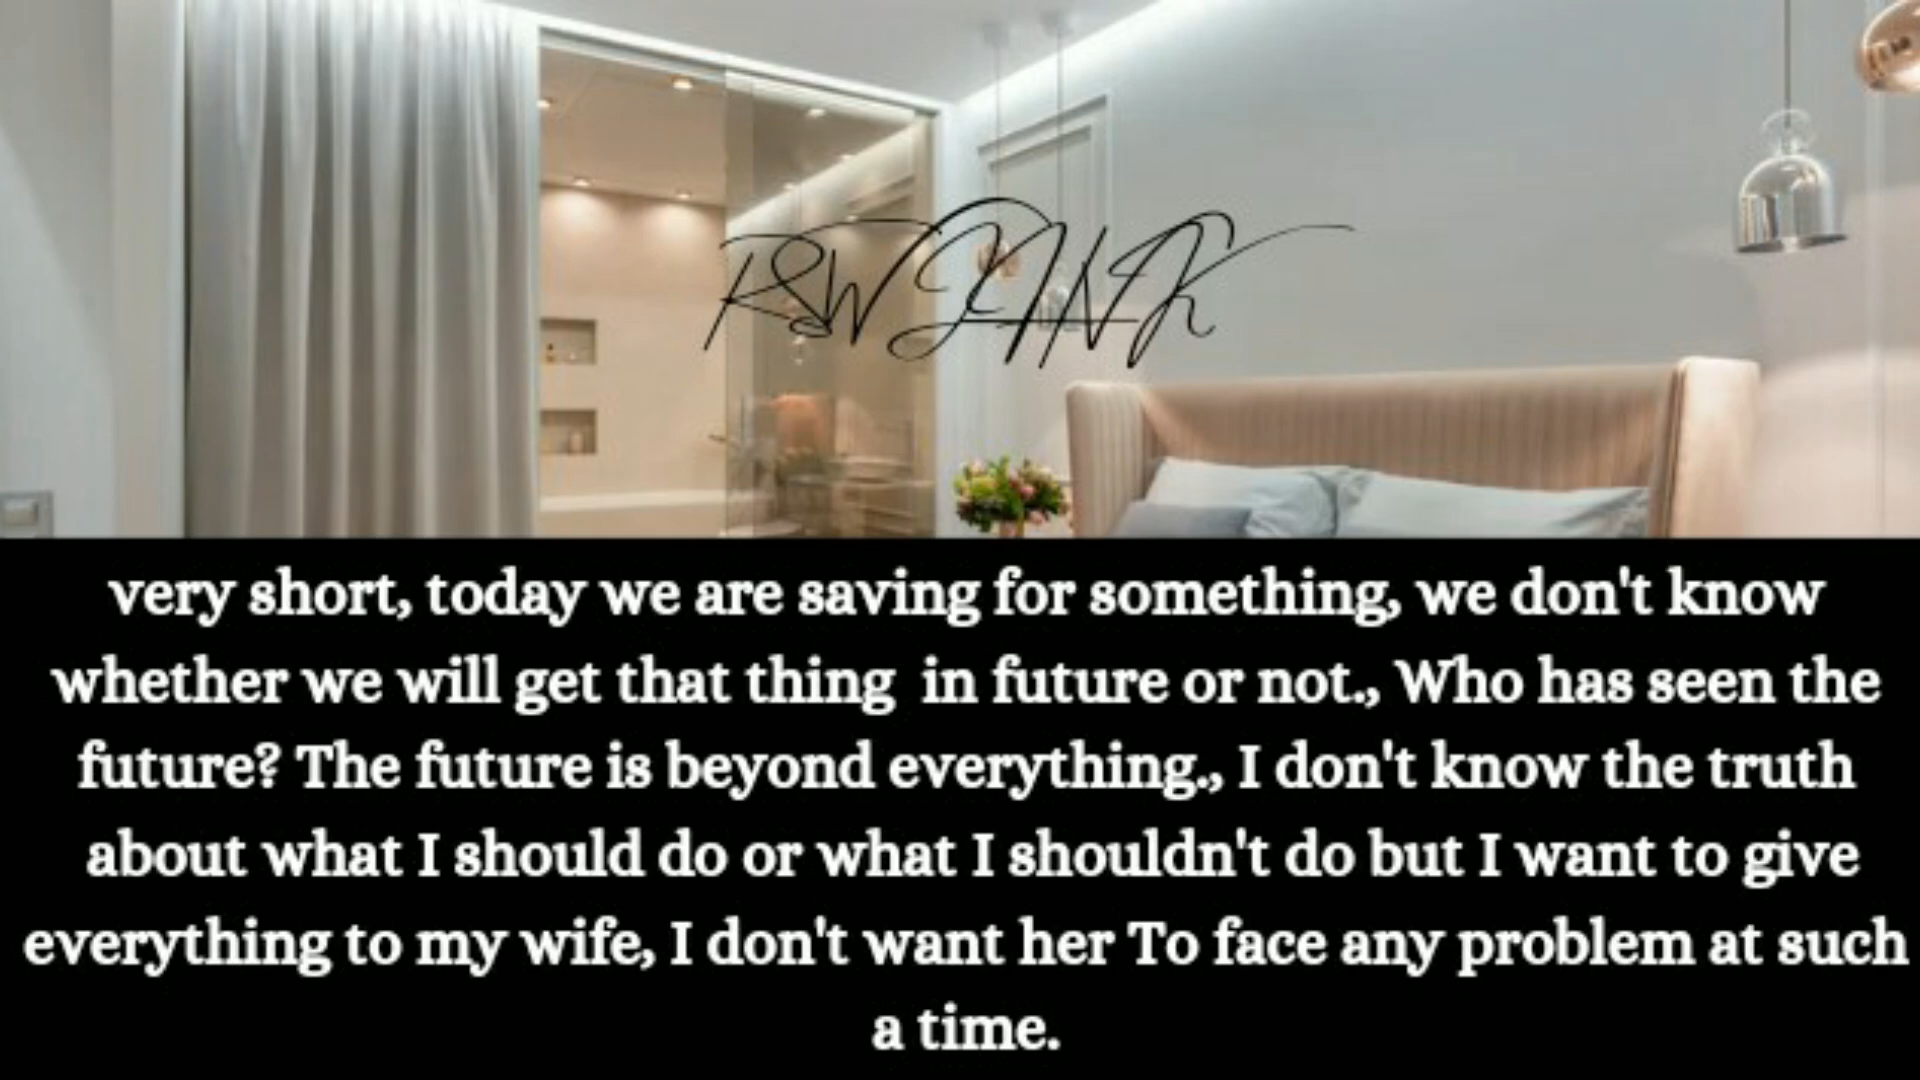 RSW INK
very short, today we are saving for something, we don't know
whether we will get that thing  in future or not., Who has seen the
future? The future is beyond everything., I don't know the truth
about what I should do or what I shouldn't do but I want to give
everything to my wife, I don't want her To face any problem at such
a time.